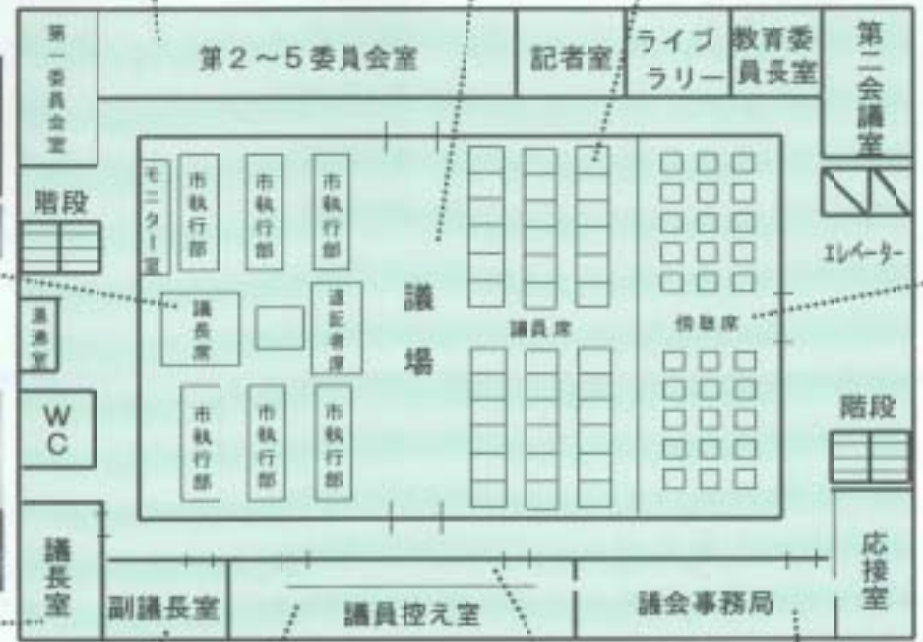 第一委員会室
第2～5委員会室
記者室
ライブ
ラリー
教育委
員長室
第二会議室
階段
モニター室
市執行部
市執行部
市執行部
エレベーター
議長席
議場
議員席
傍聴席
湯沸室
WC
市執行部
市執行部
市執行部
階段
議長室
副議長室
議員控え室
議会事務局
応接室